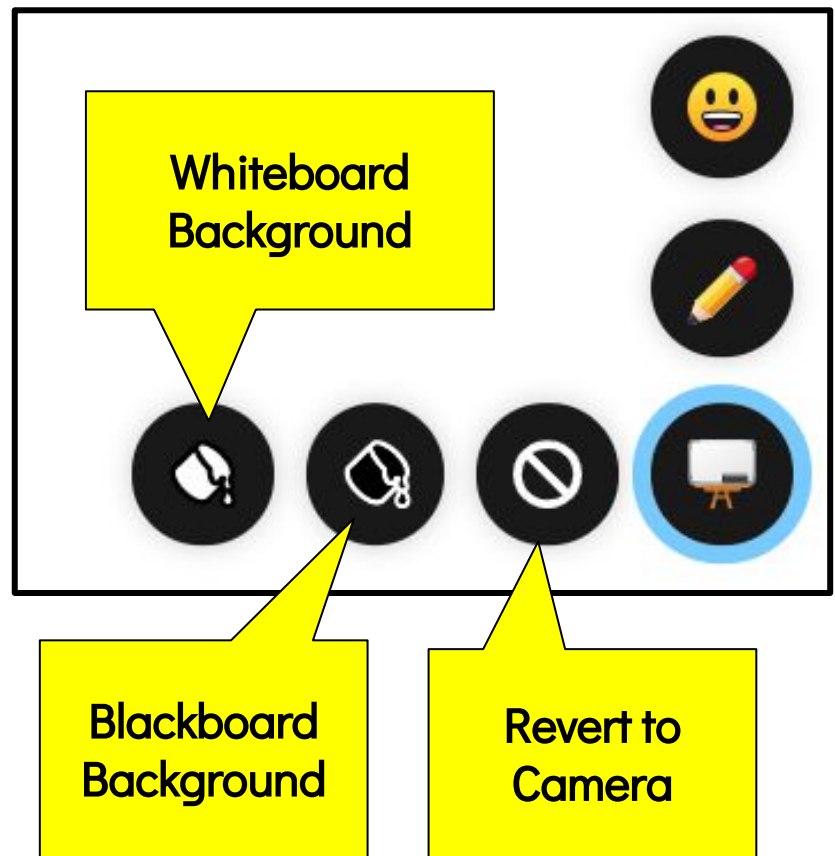 Whiteboard
Background
Blackboard
Background
Revert to
Camera